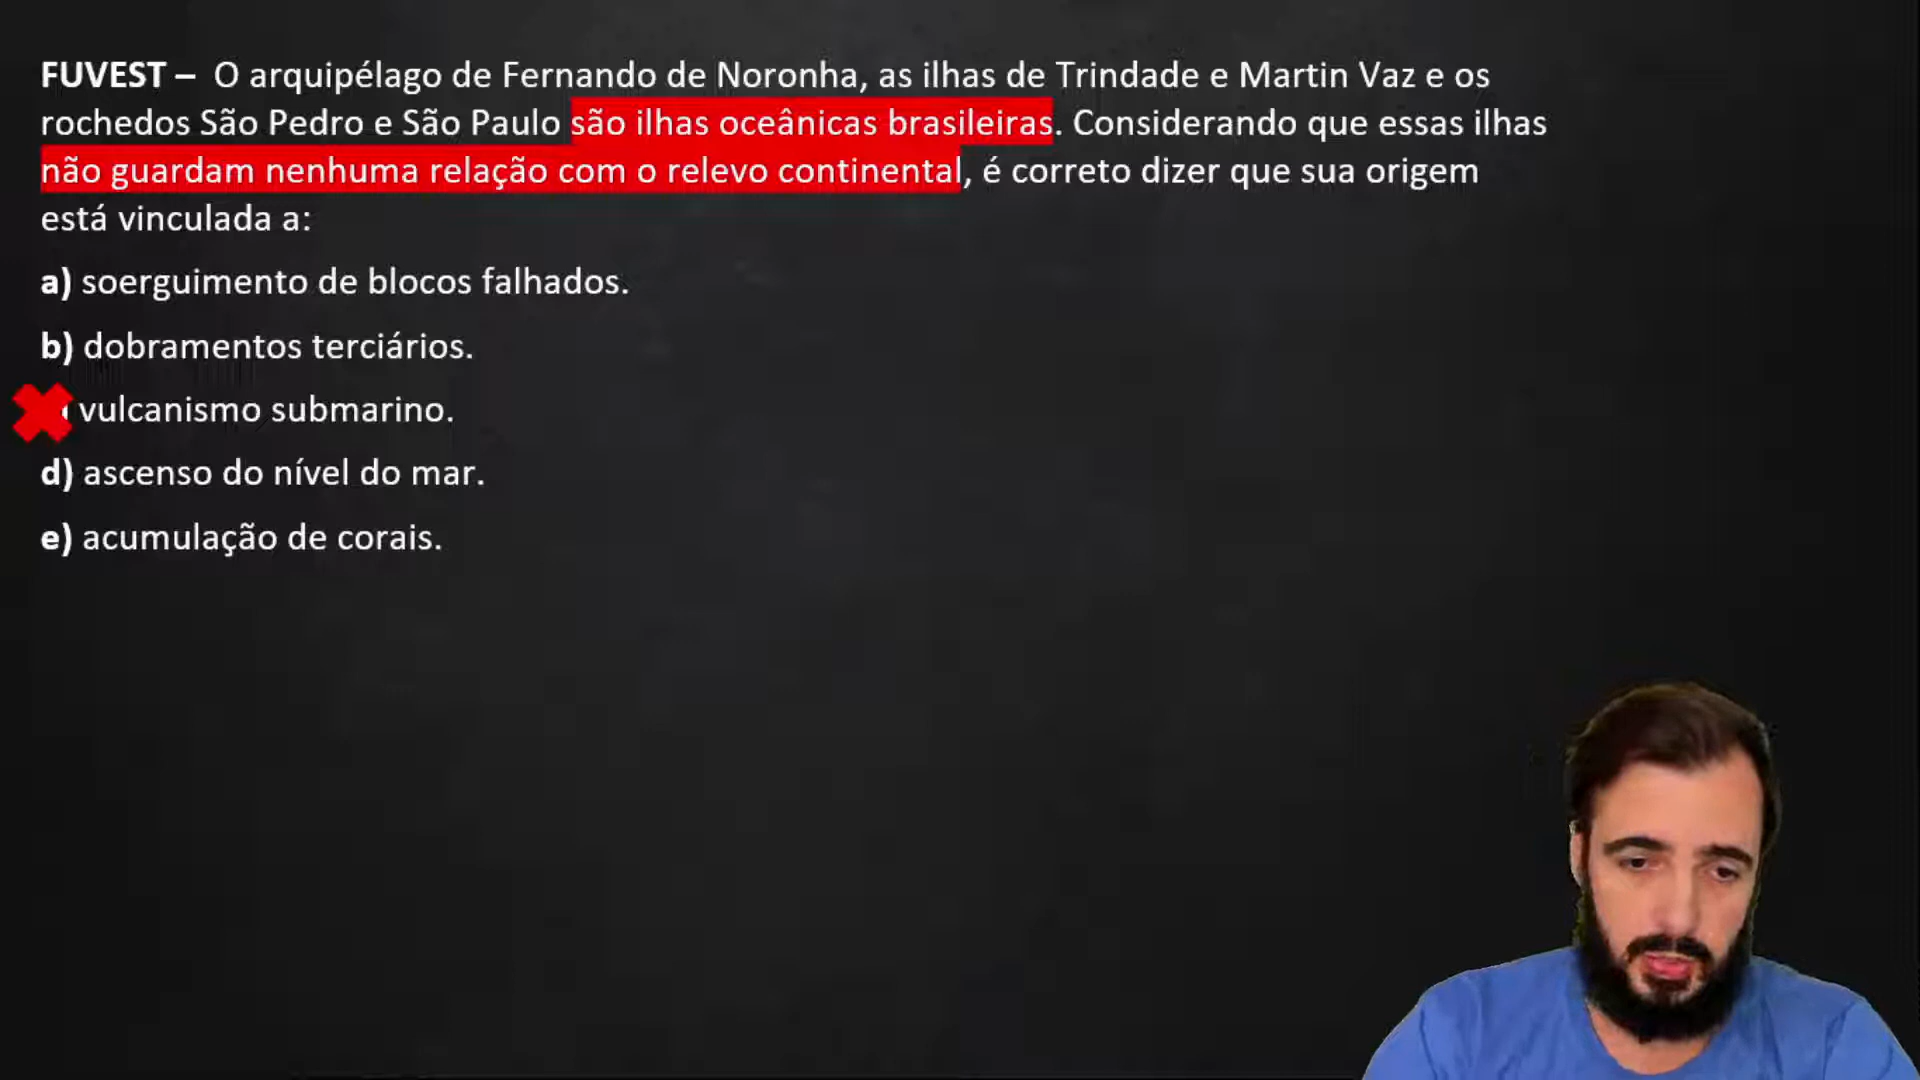 FUVEST – O arquipélago de Fernando de Noronha, as ilhas de Trindade e Martin Vaz e os
rochedos São Pedro e São Paulo são ilhas oceânicas brasileiras. Considerando que essas ilhas
não guardam nenhuma relação com o relevo continental, é correto dizer que sua origem
está vinculada a:
a) soerguimento de blocos falhados.
b) dobramentos terciários.
vulcanismo submarino.
d) ascenso do nível do mar.
e) acumulação de corais.